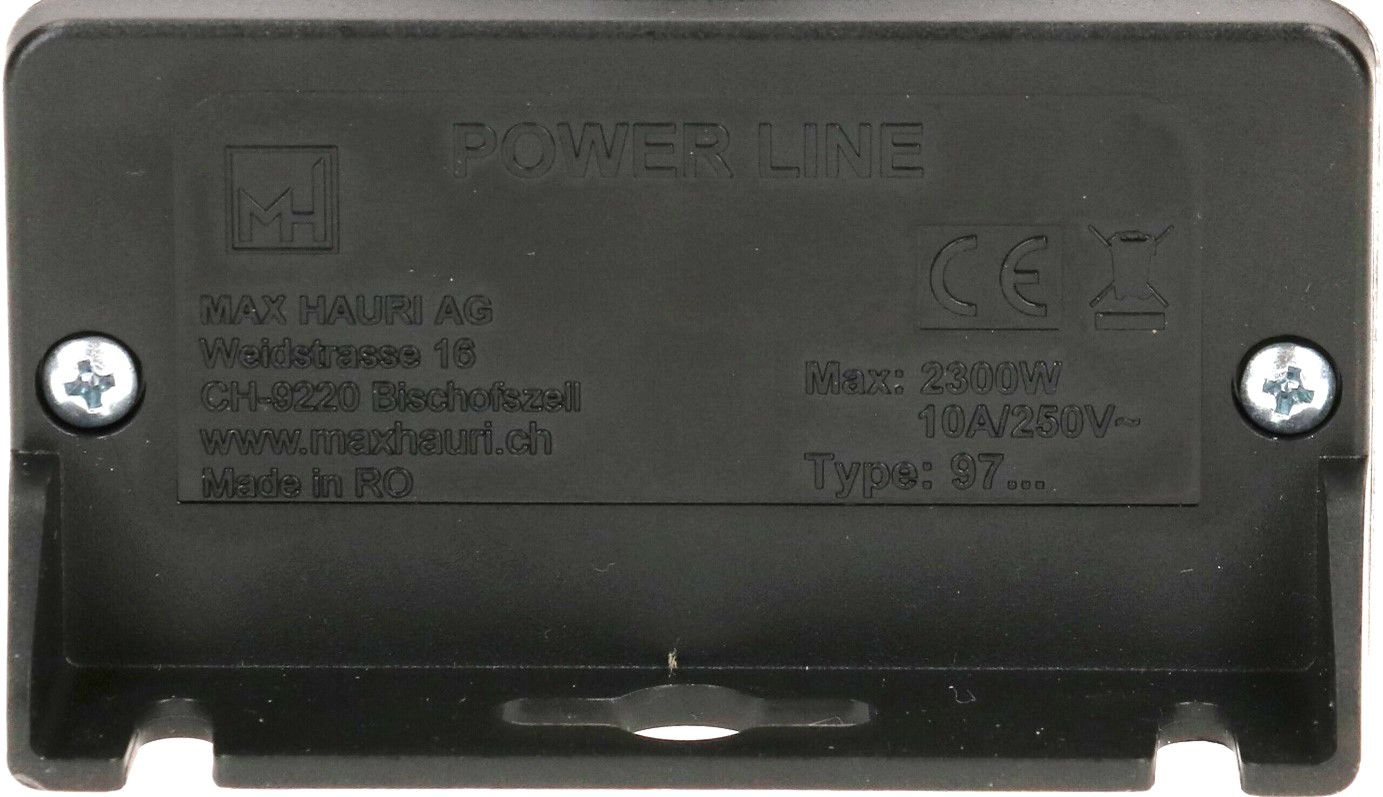 POWER LINE
MH
MAX HAURI AG
Weidstrasse 16
CH-9220 Bischofszell
www.maxhauri.ch
Made in RO
CE
Max: 2300W
10A/250V~
Type: 97...